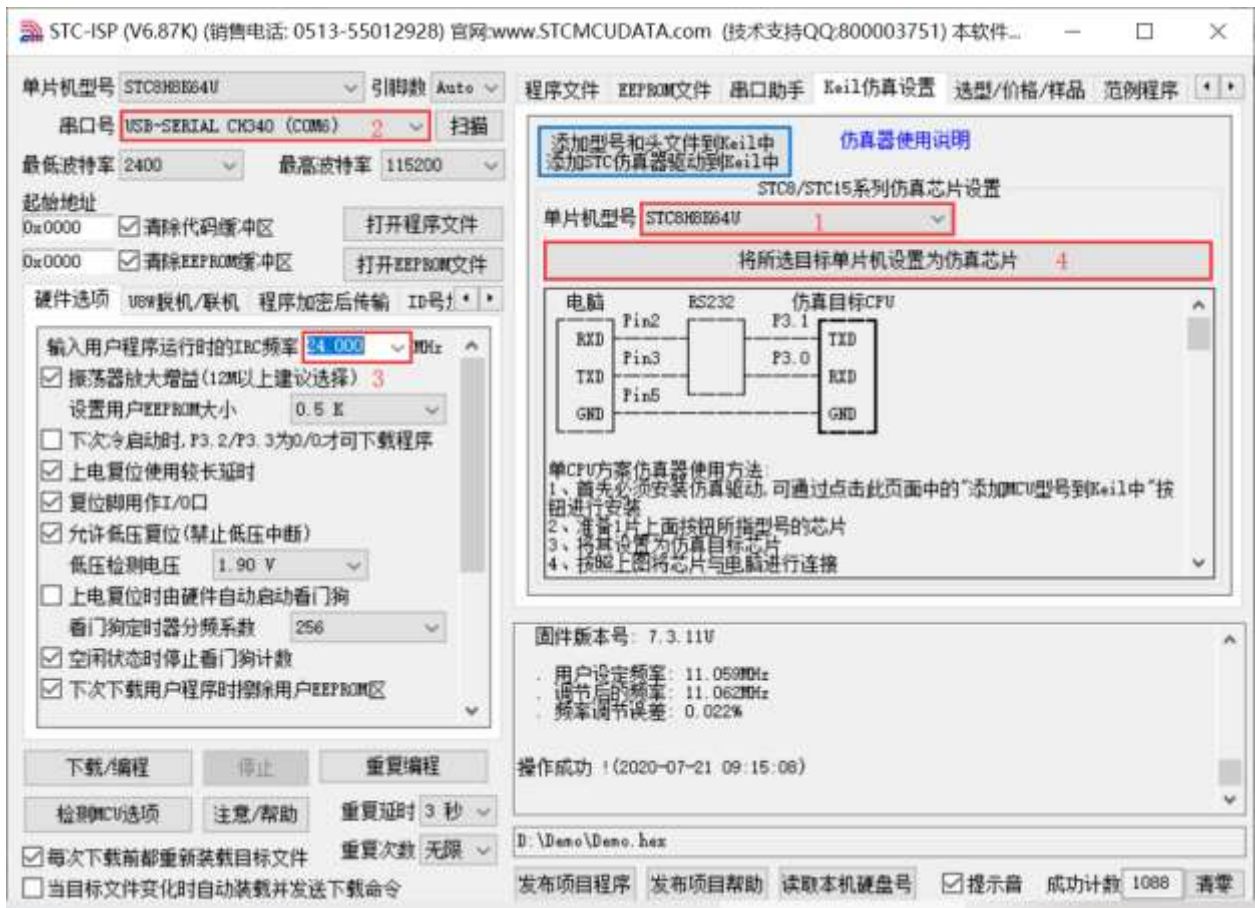 STC-ISP (V6.87K) (销售电话: 0513-55012928) 官网:www.STCMCUDATA.com (技术支持QQ:800003751) 本软件...
单片机型号 STC8H8K64U 引脚数 Auto
串口号 USB-SERIAL CH340 (COM6) 2 扫描
最低波特率 2400 最高波特率 115200
起始地址
0x0000 清除代码缓冲区 打开程序文件
0x0000 清除EEPROM缓冲区 打开EEPROM文件
硬件选项 U8W脱机/联机 程序加密后传输 ID号
输入用户程序运行时的IRC频率 24.000 MHz
振荡器放大增益(12M以上建议选择) 3
设置用户EEPROM大小 0.5 K
下次冷启动时,P3.2/P3.3为0/0才可下载程序
上电复位使用较长延时
复位脚用作I/O口
允许低压复位(禁止低压中断)
低压检测电压 1.90 V
上电复位时由硬件自动启动看门狗
看门狗定时器分频系数 256
空闲状态时停止看门狗计数
下次下载用户程序时擦除用户EEPROM区
下载/编程 停止 重复编程
检测MCU选项 注意/帮助 重复延时 3 秒
每次下载前都重新装载目标文件 重复次数 无限
当目标文件变化时自动装载并发送下载命令
程序文件 EEPROM文件 串口助手 Keil仿真设置 选型/价格/样品 范例程序
添加型号和头文件到Keil中
添加STC仿真器驱动到Keil中
仿真器使用说明
STC8/STC15系列仿真芯片设置
单片机型号 STC8H8K64U 1
将所选目标单片机设置为仿真芯片 4
电脑 RS232 仿真目标CPU
Pin2 P3.1
RXD TXD
Pin3 P3.0
TXD RXD
Pin5
GND GND
单CPU方案仿真器使用方法:
1、首先必须安装仿真驱动,可通过点击此页面中的"添加MCU型号到Keil中"按
钮进行安装
2、准备1片上面按钮所指型号的芯片
3、将其设置为仿真目标芯片
4、按照上图将芯片与电脑进行连接
固件版本号: 7.3.11U
. 用户设定频率: 11.059MHz
. 调节后的频率: 11.062MHz
. 频率调节误差: 0.022%
操作成功 !(2020-07-21 09:15:08)
D:\Demo\Demo.hex
发布项目程序 发布项目帮助 读取本机硬盘号 提示音 成功计数 1088 清零